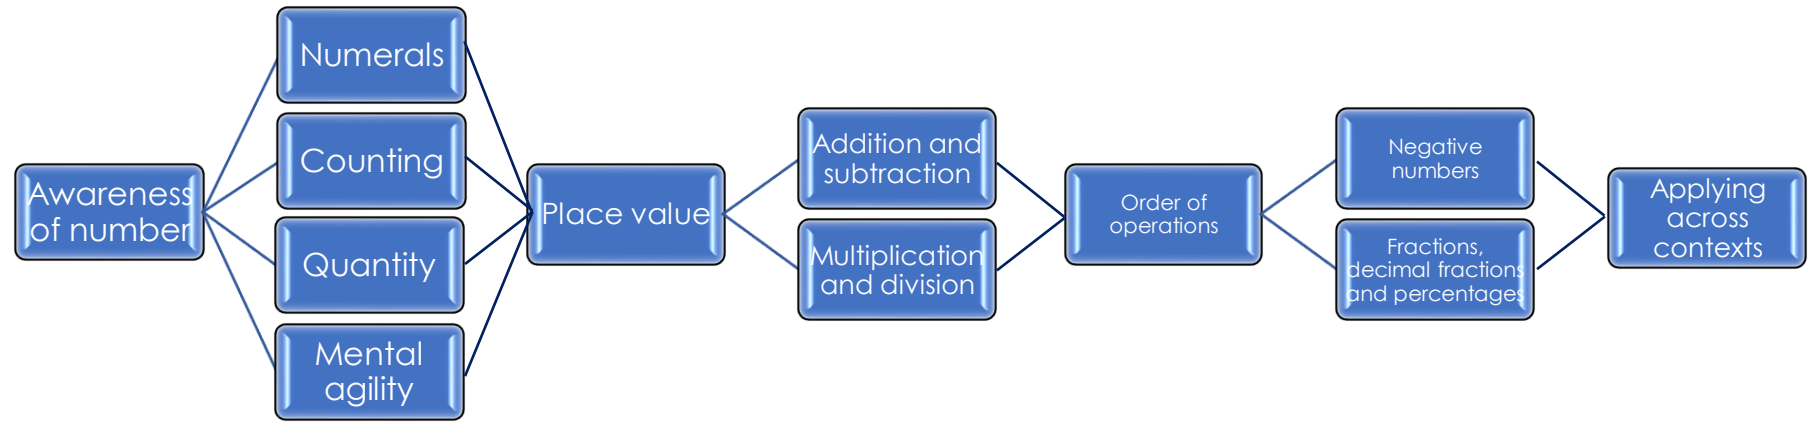 Awareness
of number
Numerals
Counting
Quantity
Mental
agility
Place value
Addition and
subtraction
Multiplication
and division
Order of
operations
Negative
numbers
Fractions,
decimal fractions
and percentages
Applying
across
contexts